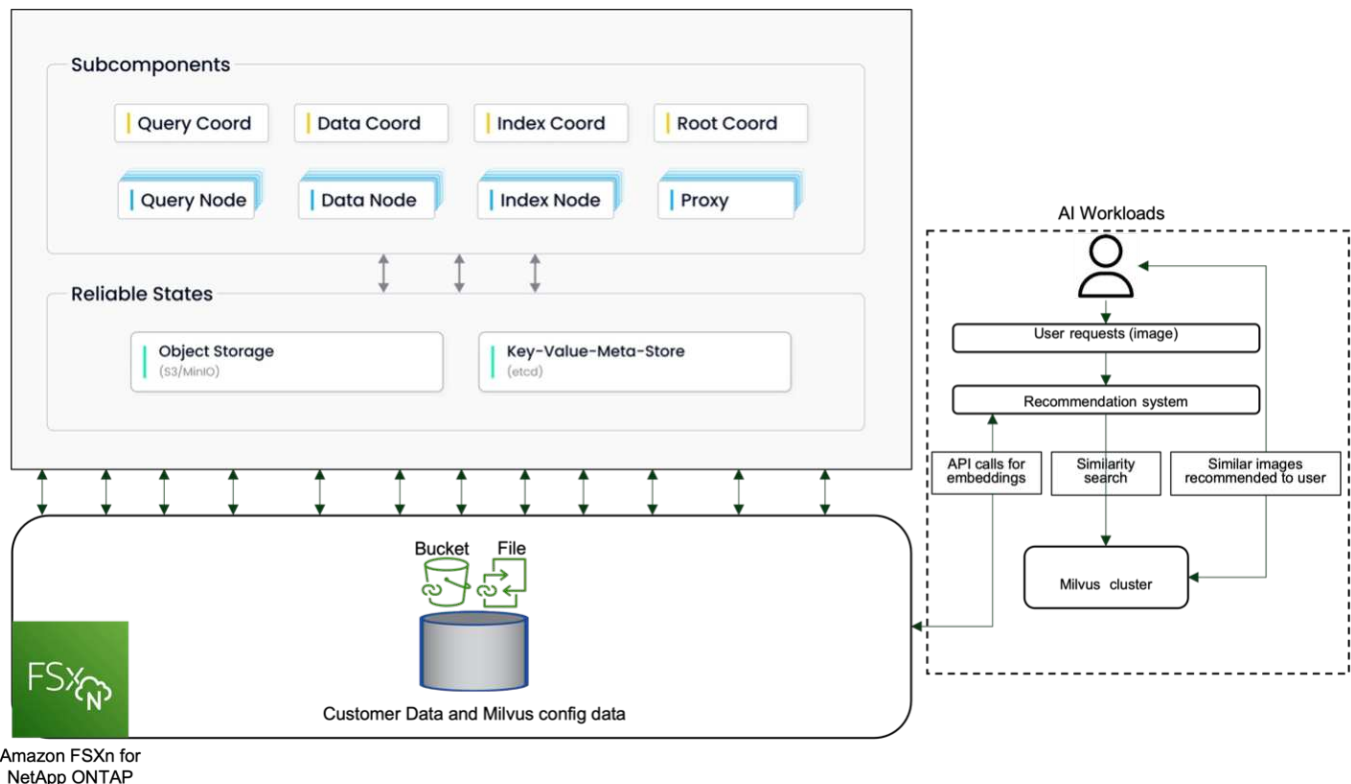 Subcomponents
Query Coord
Data Coord
Index Coord
Root Coord
Query Node
Data Node
Index Node
Proxy
Reliable States
Object Storage
(S3/MinIO)
Key-Value-Meta-Store
(etcd)
Bucket
File
Customer Data and Milvus config data
FSx
N
Amazon FSXn for
NetApp ONTAP
AI Workloads
User requests (image)
Recommendation system
API calls for
embeddings
Similarity
search
Similar images
recommended to user
Milvus cluster